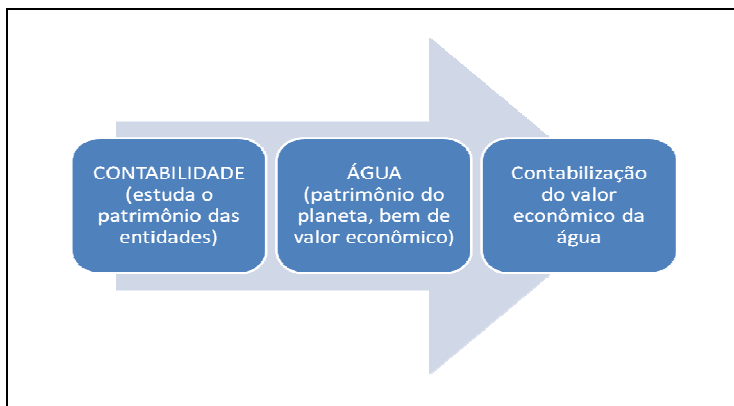 CONTABILIDADE
(estuda o
patrimônio das
entidades)
ÁGUA
(patrimônio do
planeta, bem de
valor econômico)
Contabilização
do valor
econômico da
água